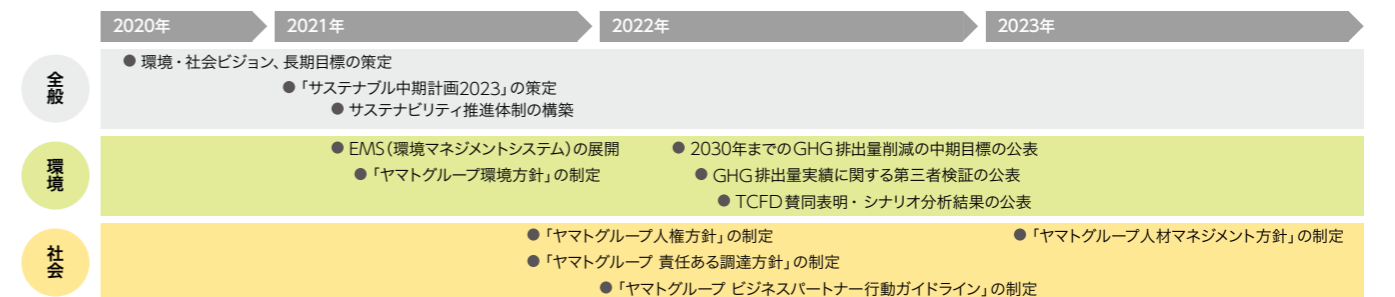 2020年
2021年
2022年
2023年
全般
● 環境・社会ビジョン、長期目標の策定
● 「サステナブル中期計画2023」の策定
● サステナビリティ推進体制の構築
環境
● EMS（環境マネジメントシステム）の展開
● 2030年までのGHG排出量削減の中期目標の公表
● 「ヤマトグループ環境方針」の制定
● GHG排出量実績に関する第三者検証の公表
● TCFD賛同表明・シナリオ分析結果の公表
社会
● 「ヤマトグループ人権方針」の制定
● 「ヤマトグループ人材マネジメント方針」の制定
● 「ヤマトグループ 責任ある調達方針」の制定
● 「ヤマトグループ ビジネスパートナー行動ガイドライン」の制定